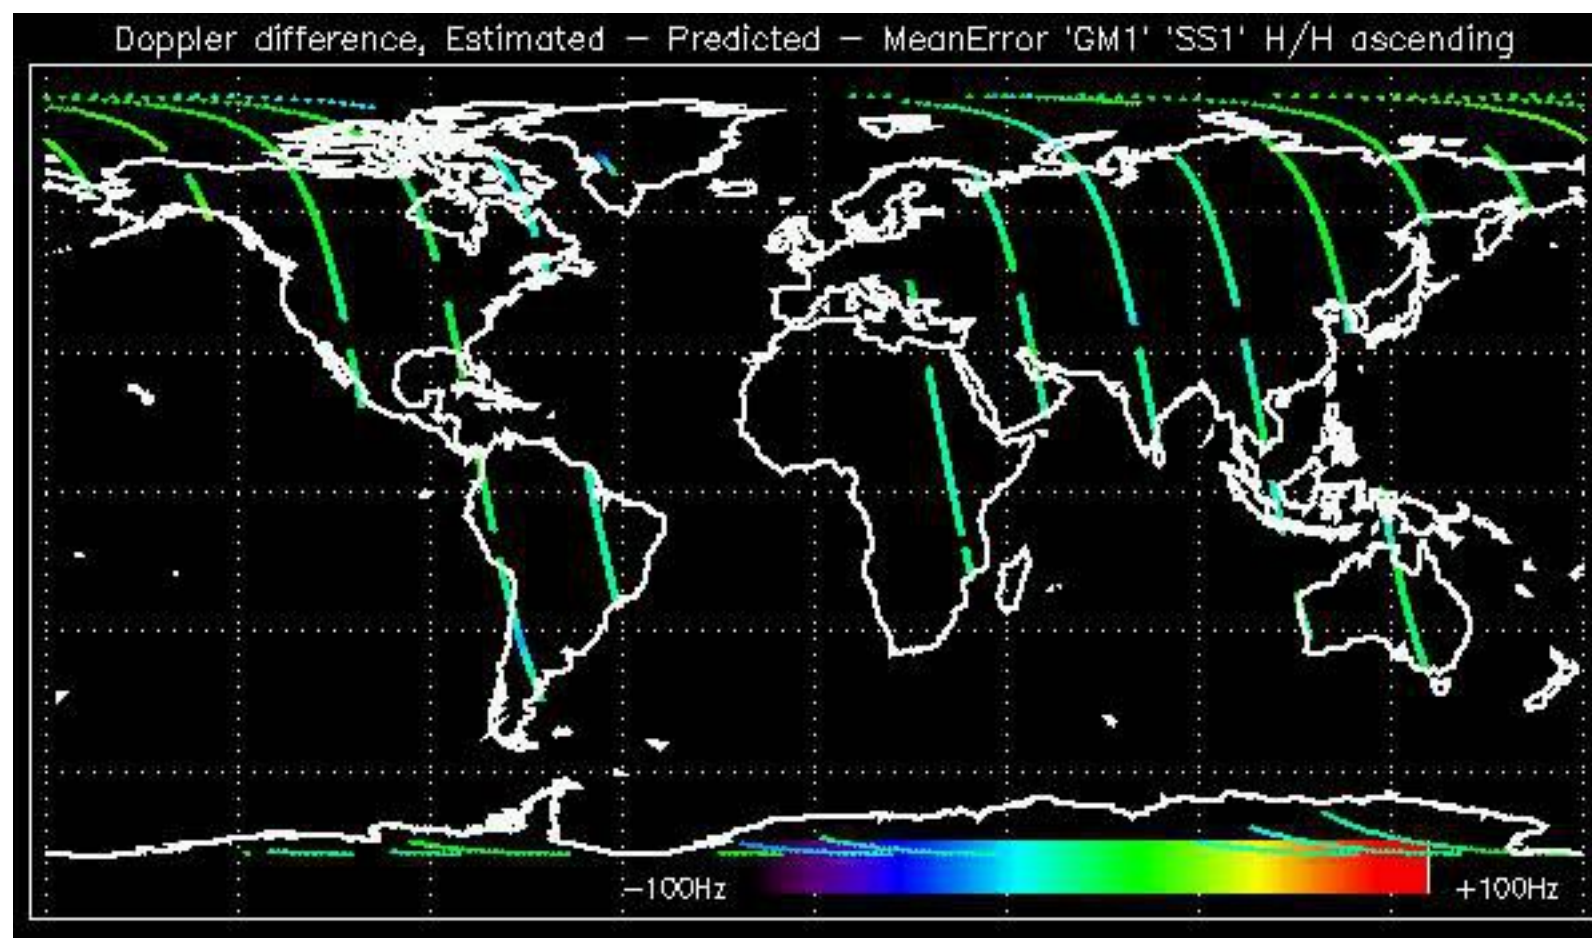 Doppler difference, Estimated – Predicted – MeanError 'GM1' 'SS1' H/H ascending
−100Hz +100Hz